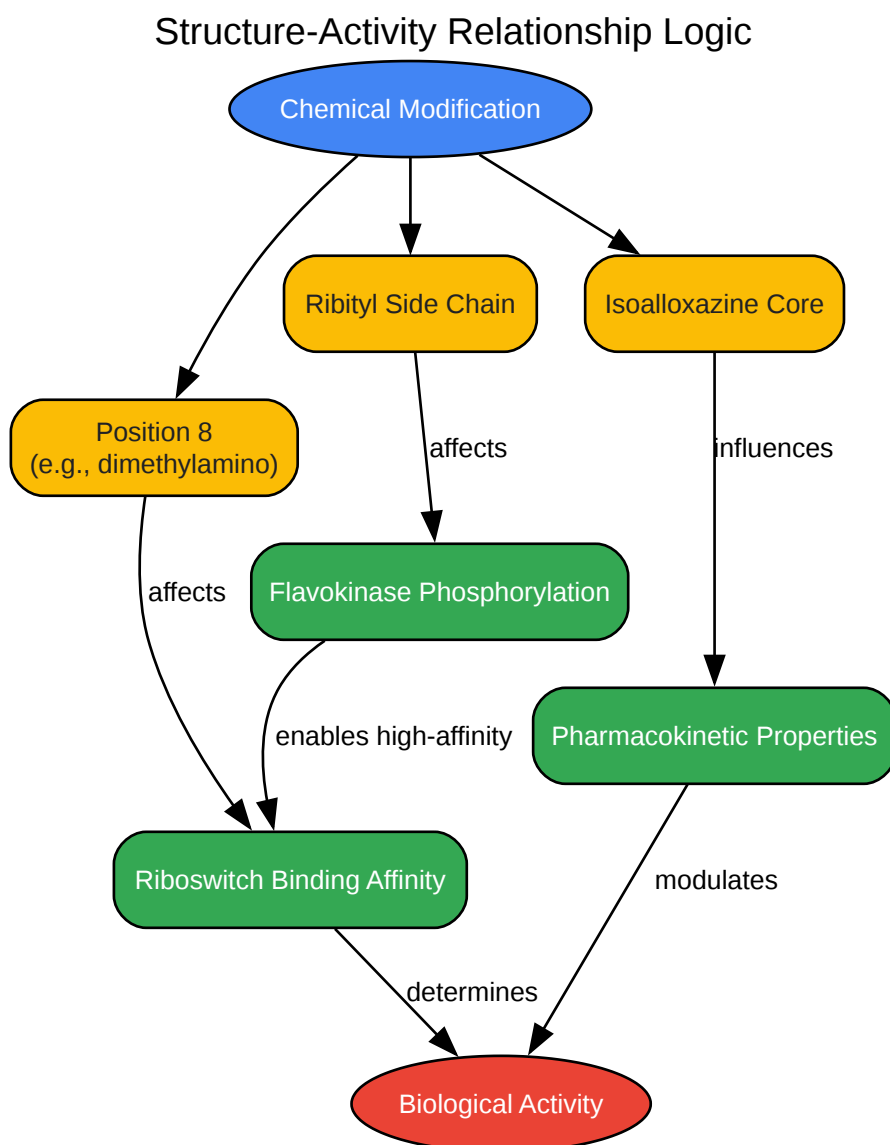 Structure-Activity Relationship Logic
Chemical Modification
Ribityl Side Chain
Isoalloxazine Core
Position 8
(e.g., dimethylamino)
affects
influences
affects
Flavokinase Phosphorylation
enables high-affinity
Pharmacokinetic Properties
Riboswitch Binding Affinity
modulates
determines
Biological Activity